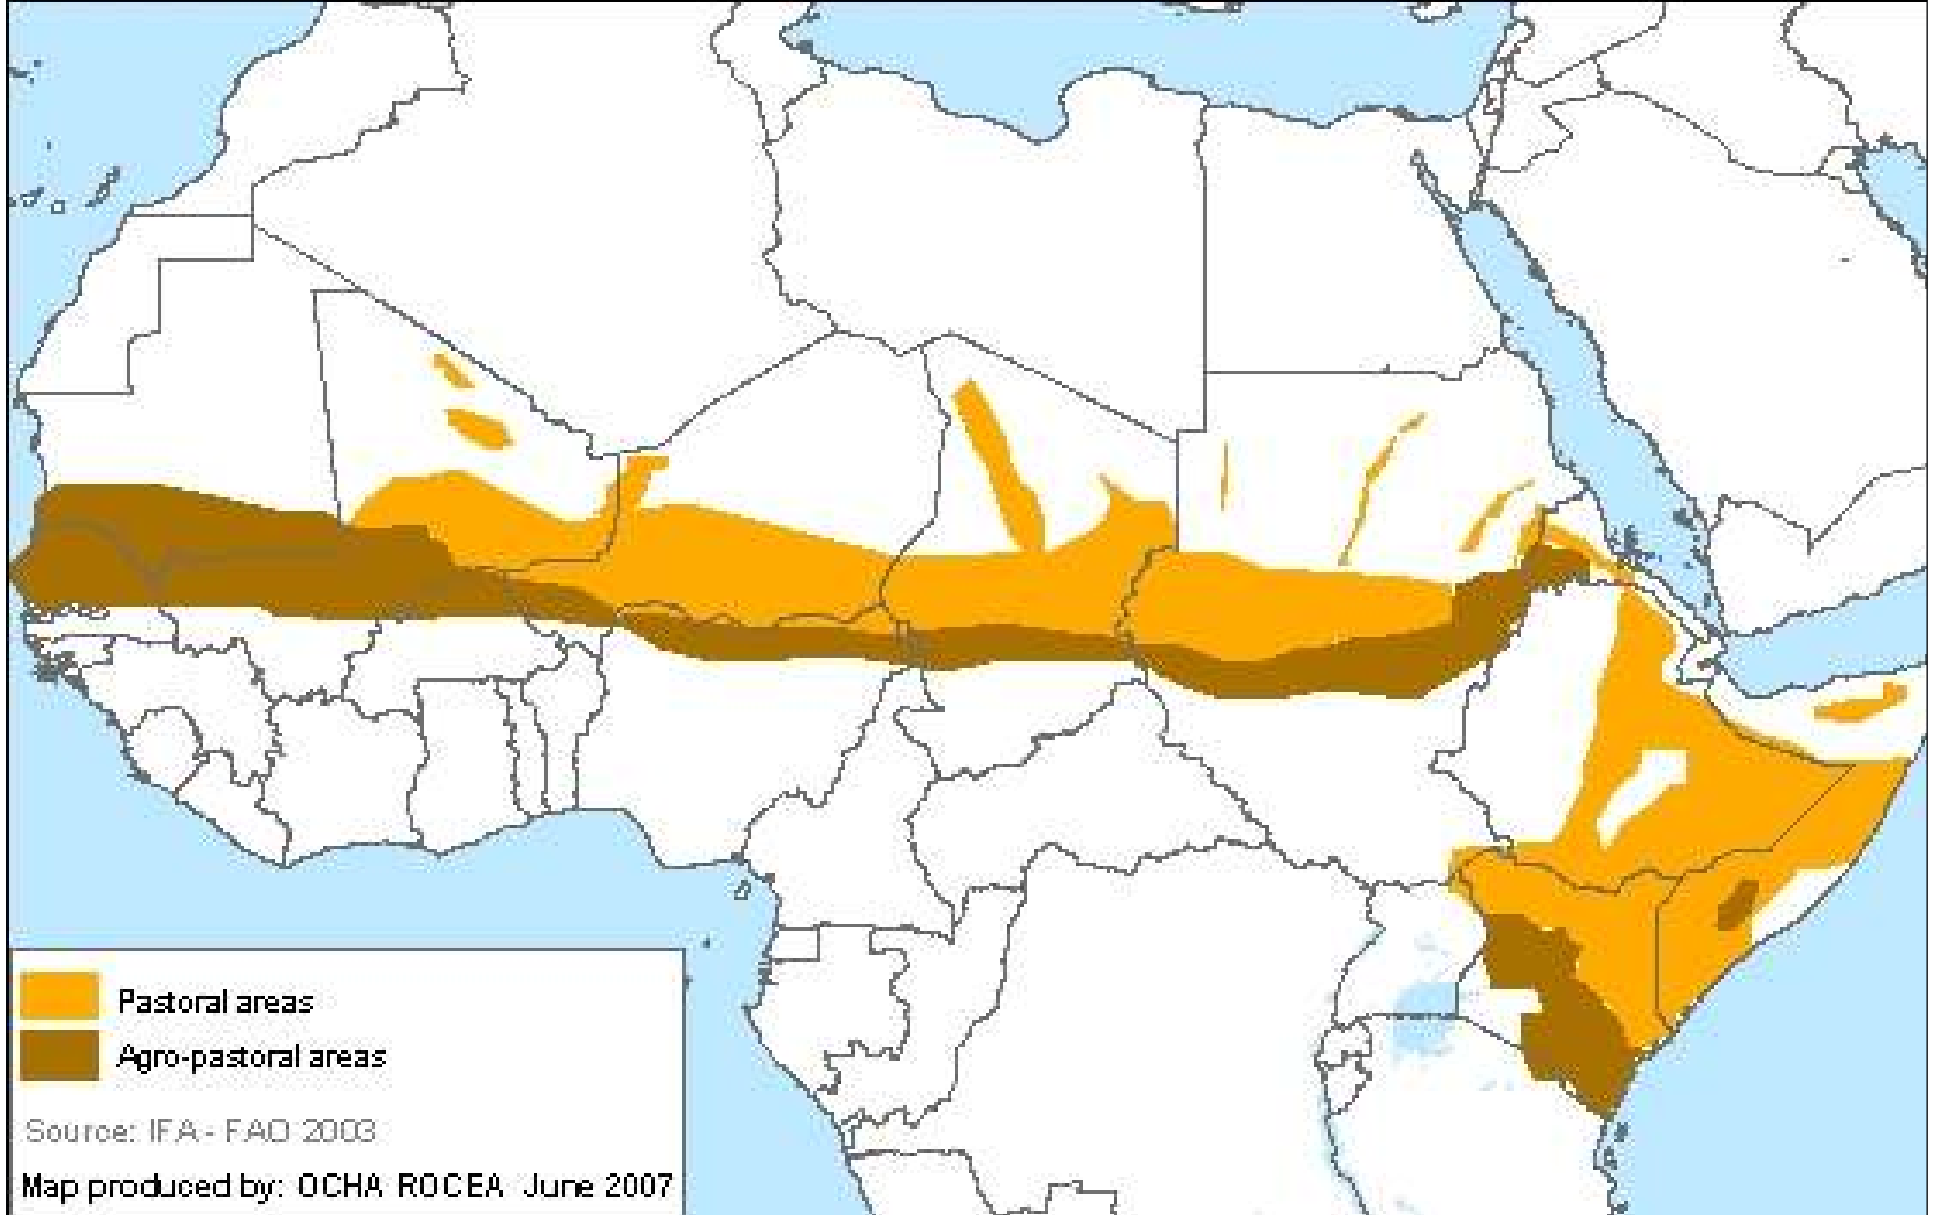 Pastoral areas
Agro-pastoral areas
Source: IFA - FAO 2003
Map produced by: OCHA ROCEA June 2007